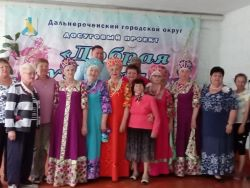 Дальнереченский городской округ
досуговый проект
«Добрая